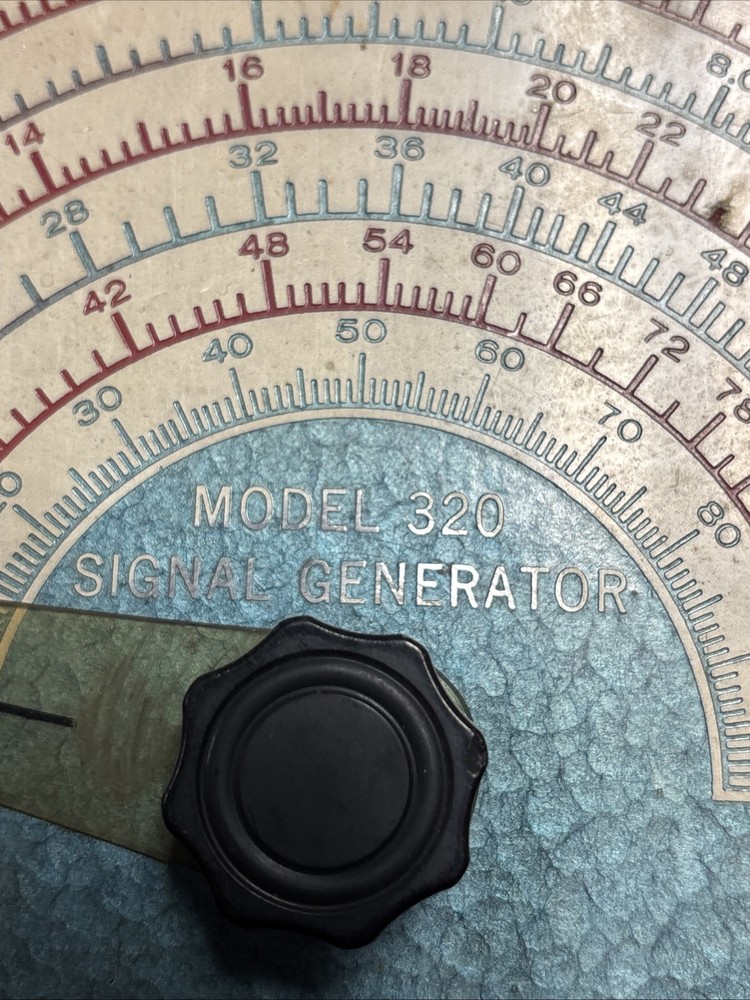 8.0
14 16 18 20 22
28 32 36 40 44 48
42 48 54 60 66 72 78
30 40 50 60 70 80
MODEL 320
SIGNAL GENERATOR